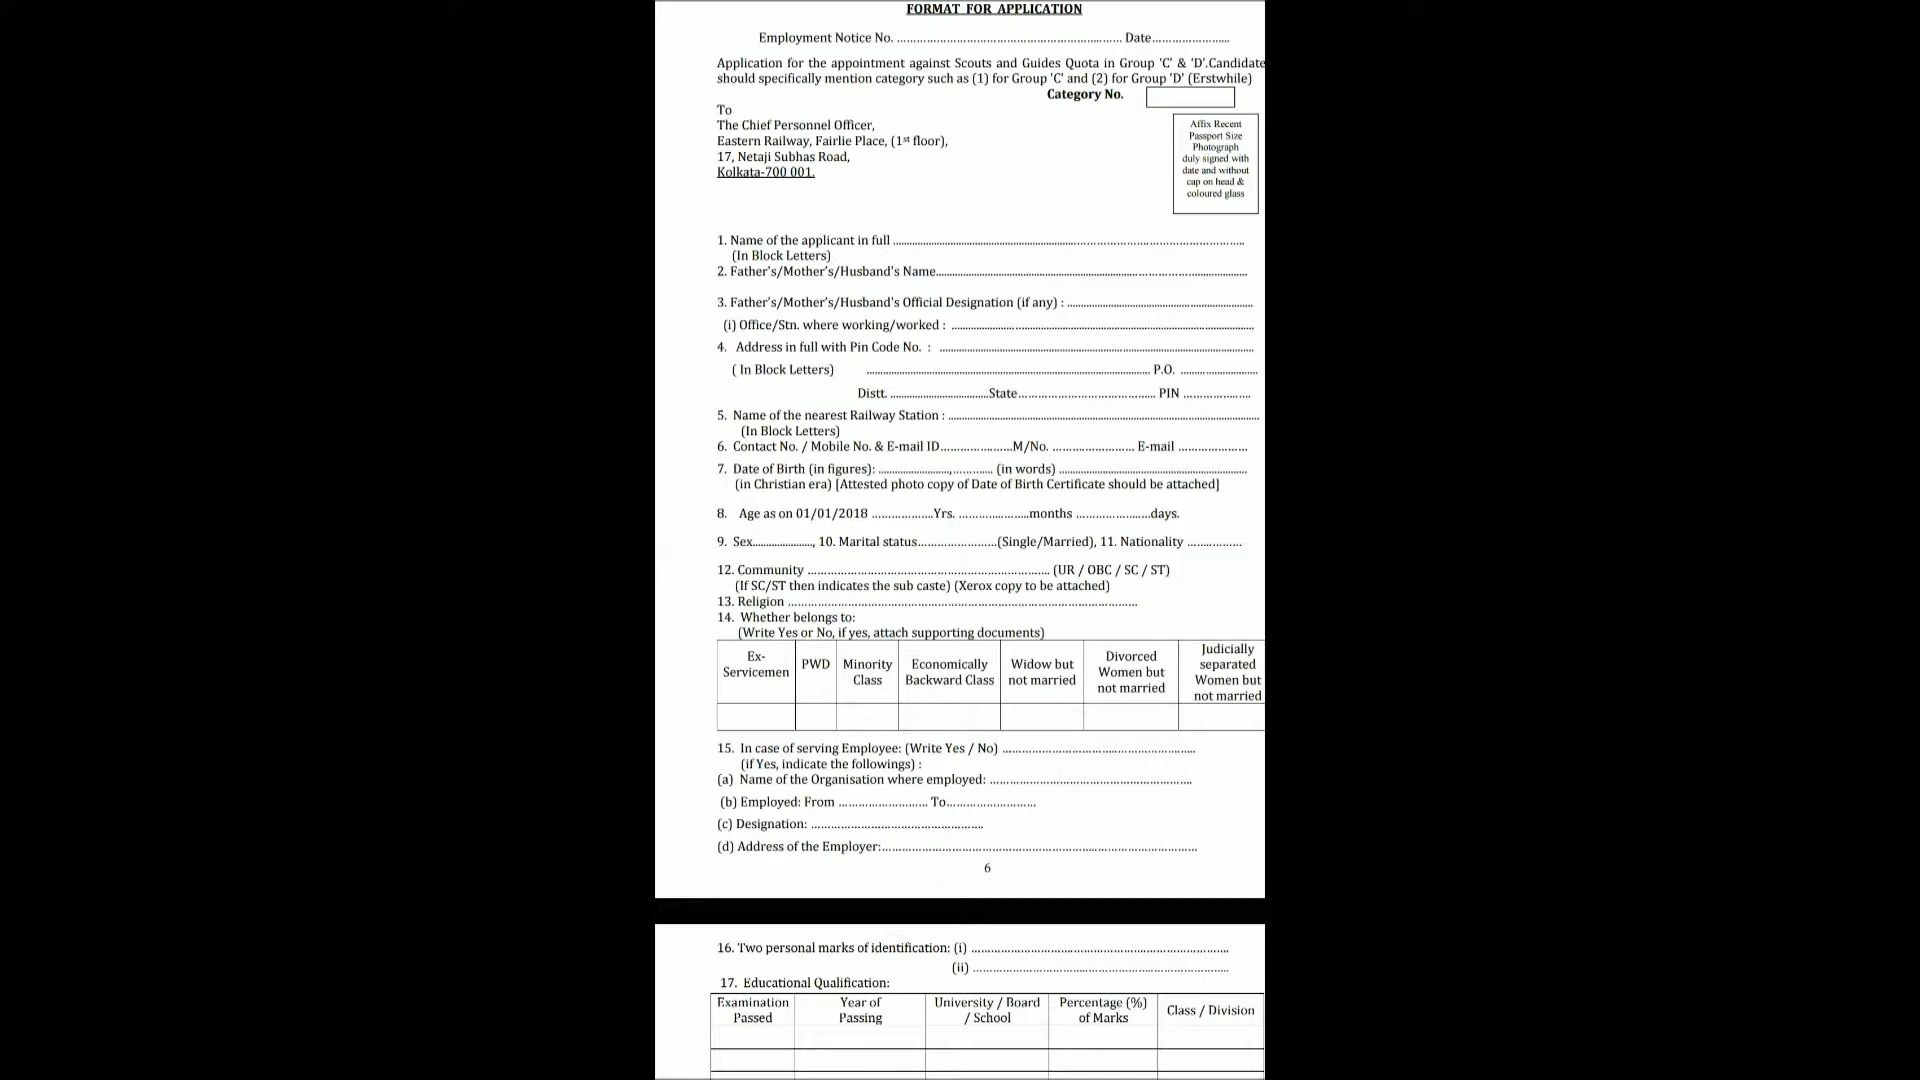 FORMAT FOR APPLICATION
Employment Notice No. ........................................................................ Date..........................
Application for the appointment against Scouts and Guides Quota in Group 'C' & 'D'.Candidate
should specifically mention category such as (1) for Group 'C' and (2) for Group 'D' (Erstwhile)
Category No.
To
The Chief Personnel Officer,
Eastern Railway, Fairlie Place, (1st floor),
17, Netaji Subhas Road,
Kolkata-700 001.
Affix Recent
Passport Size
Photograph
duly signed with
date and without
cap on head &
coloured glass
1. Name of the applicant in full ........................................................................................................
(In Block Letters)
2. Father's/Mother's/Husband's Name..............................................................................................
3. Father's/Mother's/Husband's Official Designation (if any) : ........................................................
(i) Office/Stn. where working/worked : ..........................................................................................
4. Address in full with Pin Code No. : ..............................................................................................
( In Block Letters) ...................................................................................... P.O. ........................
Distt. ..............................State.......................................... PIN .....................
5. Name of the nearest Railway Station : .............................................................................................
(In Block Letters)
6. Contact No. / Mobile No. & E-mail ID......................M/No. ......................... E-mail .....................
7. Date of Birth (in figures): ......................,............ (in words) .........................................................
(in Christian era) [Attested photo copy of Date of Birth Certificate should be attached]
8. Age as on 01/01/2018 ...................Yrs. .....................months .......................days.
9. Sex....................., 10. Marital status........................(Single/Married), 11. Nationality ................
12. Community .......................................................................... (UR / OBC / SC / ST)
(If SC/ST then indicates the sub caste) (Xerox copy to be attached)
13. Religion .........................................................................................................
14. Whether belongs to:
(Write Yes or No, if yes, attach supporting documents)
Ex-Servicemen PWD Minority Class Economically Backward Class Widow but not married Divorced Women but not married Judicially separated Women but not married
15. In case of serving Employee: (Write Yes / No) ..........................................................
(if Yes, indicate the followings) :
(a) Name of the Organisation where employed: .............................................................
(b) Employed: From ........................... To...........................
(c) Designation: ....................................................
(d) Address of the Employer:...............................................................................................
6
16. Two personal marks of identification: (i) ..............................................................................
(ii) .............................................................................
17. Educational Qualification:
Examination Passed Year of Passing University / Board / School Percentage (%) of Marks Class / Division